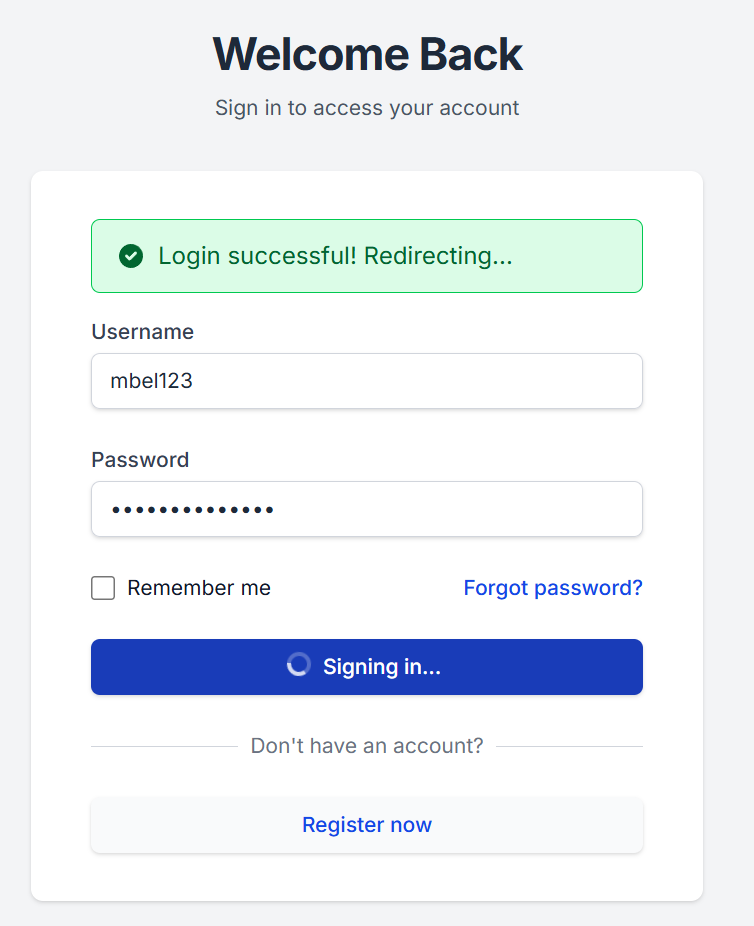 Welcome Back
Sign in to access your account
Login successful! Redirecting...
Username
mbel123
Password
••••••••••••••
Remember me
Forgot password?
Signing in...
Don't have an account?
Register now